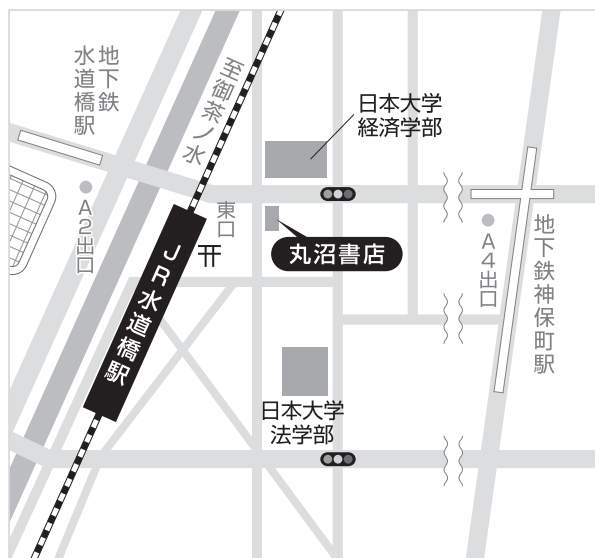 地下鉄
水道橋駅
至御茶ノ水
日本大学
経済学部
A2出口
東口
丸沼書店
A4出口
地下鉄神保町駅
JR水道橋駅
日本大学
法学部